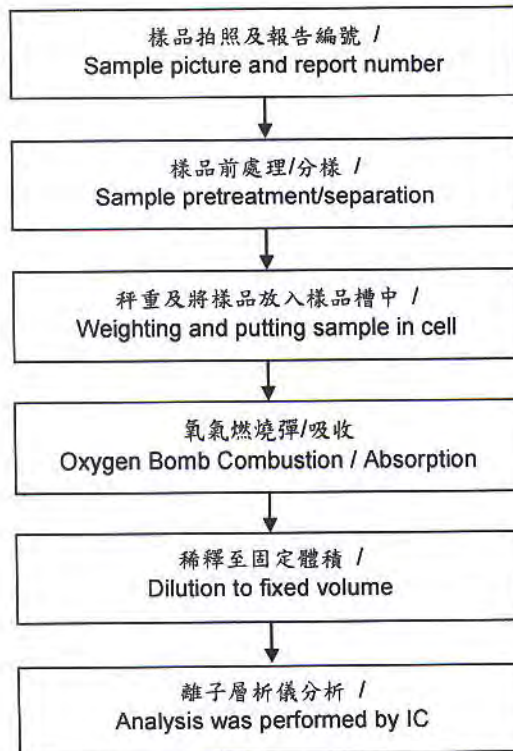 樣品拍照及報告編號 /
Sample picture and report number
樣品前處理/分樣 /
Sample pretreatment/separation
秤重及將樣品放入樣品槽中 /
Weighting and putting sample in cell
氧氣燃燒彈/吸收
Oxygen Bomb Combustion / Absorption
稀釋至固定體積 /
Dilution to fixed volume
離子層析儀分析 /
Analysis was performed by IC